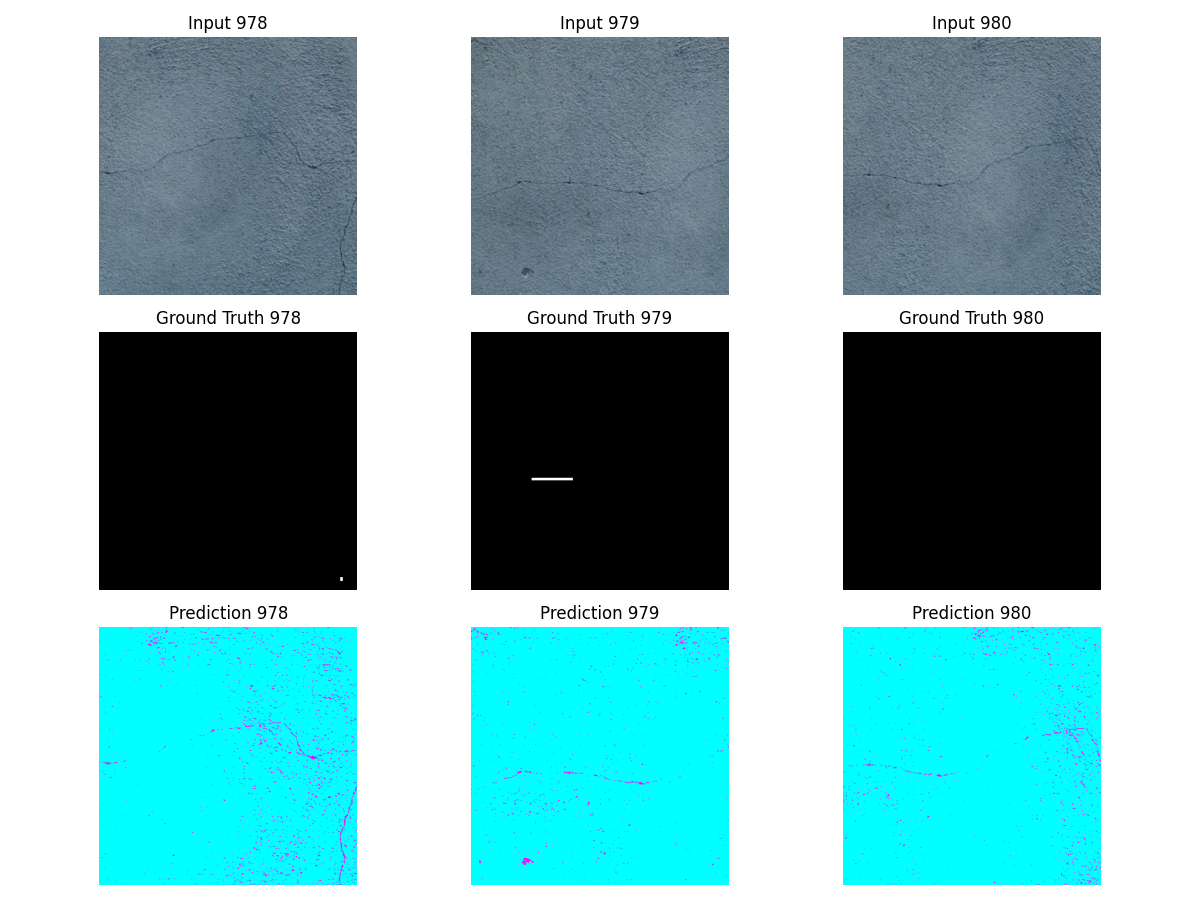 Input 978
Input 979
Input 980
Ground Truth 978
Ground Truth 979
Ground Truth 980
Prediction 978
Prediction 979
Prediction 980